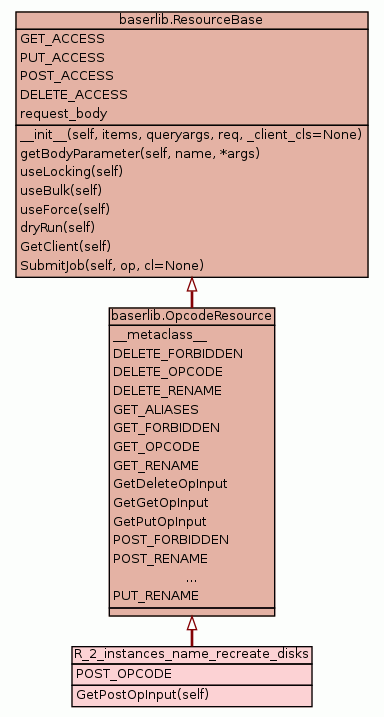 baserlib.ResourceBase
GET_ACCESS
PUT_ACCESS
POST_ACCESS
DELETE_ACCESS
request_body
__init__(self, items, queryargs, req, _client_cls=None)
getBodyParameter(self, name, *args)
useLocking(self)
useBulk(self)
useForce(self)
dryRun(self)
GetClient(self)
SubmitJob(self, op, cl=None)
baserlib.OpcodeResource
__metaclass__
DELETE_FORBIDDEN
DELETE_OPCODE
DELETE_RENAME
GET_ALIASES
GET_FORBIDDEN
GET_OPCODE
GET_RENAME
GetDeleteOpInput
GetGetOpInput
GetPutOpInput
POST_FORBIDDEN
POST_RENAME
...
PUT_RENAME
R_2_instances_name_recreate_disks
POST_OPCODE
GetPostOpInput(self)